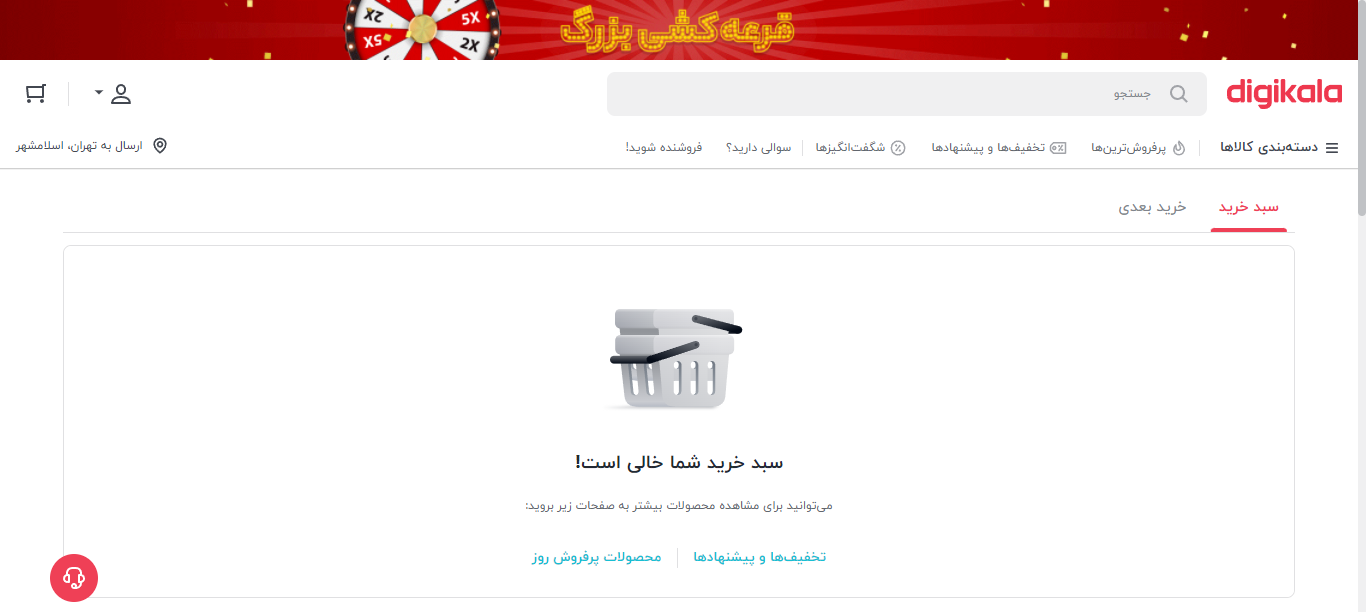 قرعه‌کشی بزرگ
2X
5X
5X
2X
digikala
جستجو
دسته‌بندی کالاها
پرفروش‌ترین‌ها
تخفیف‌ها و پیشنهادها
شگفت‌انگیزها
سوالی دارید؟
فروشنده شوید!
ارسال به تهران، اسلامشهر
سبد خرید
خرید بعدی
سبد خرید شما خالی است!
می‌توانید برای مشاهده محصولات بیشتر به صفحات زیر بروید:
تخفیف‌ها و پیشنهادها
محصولات پرفروش روز